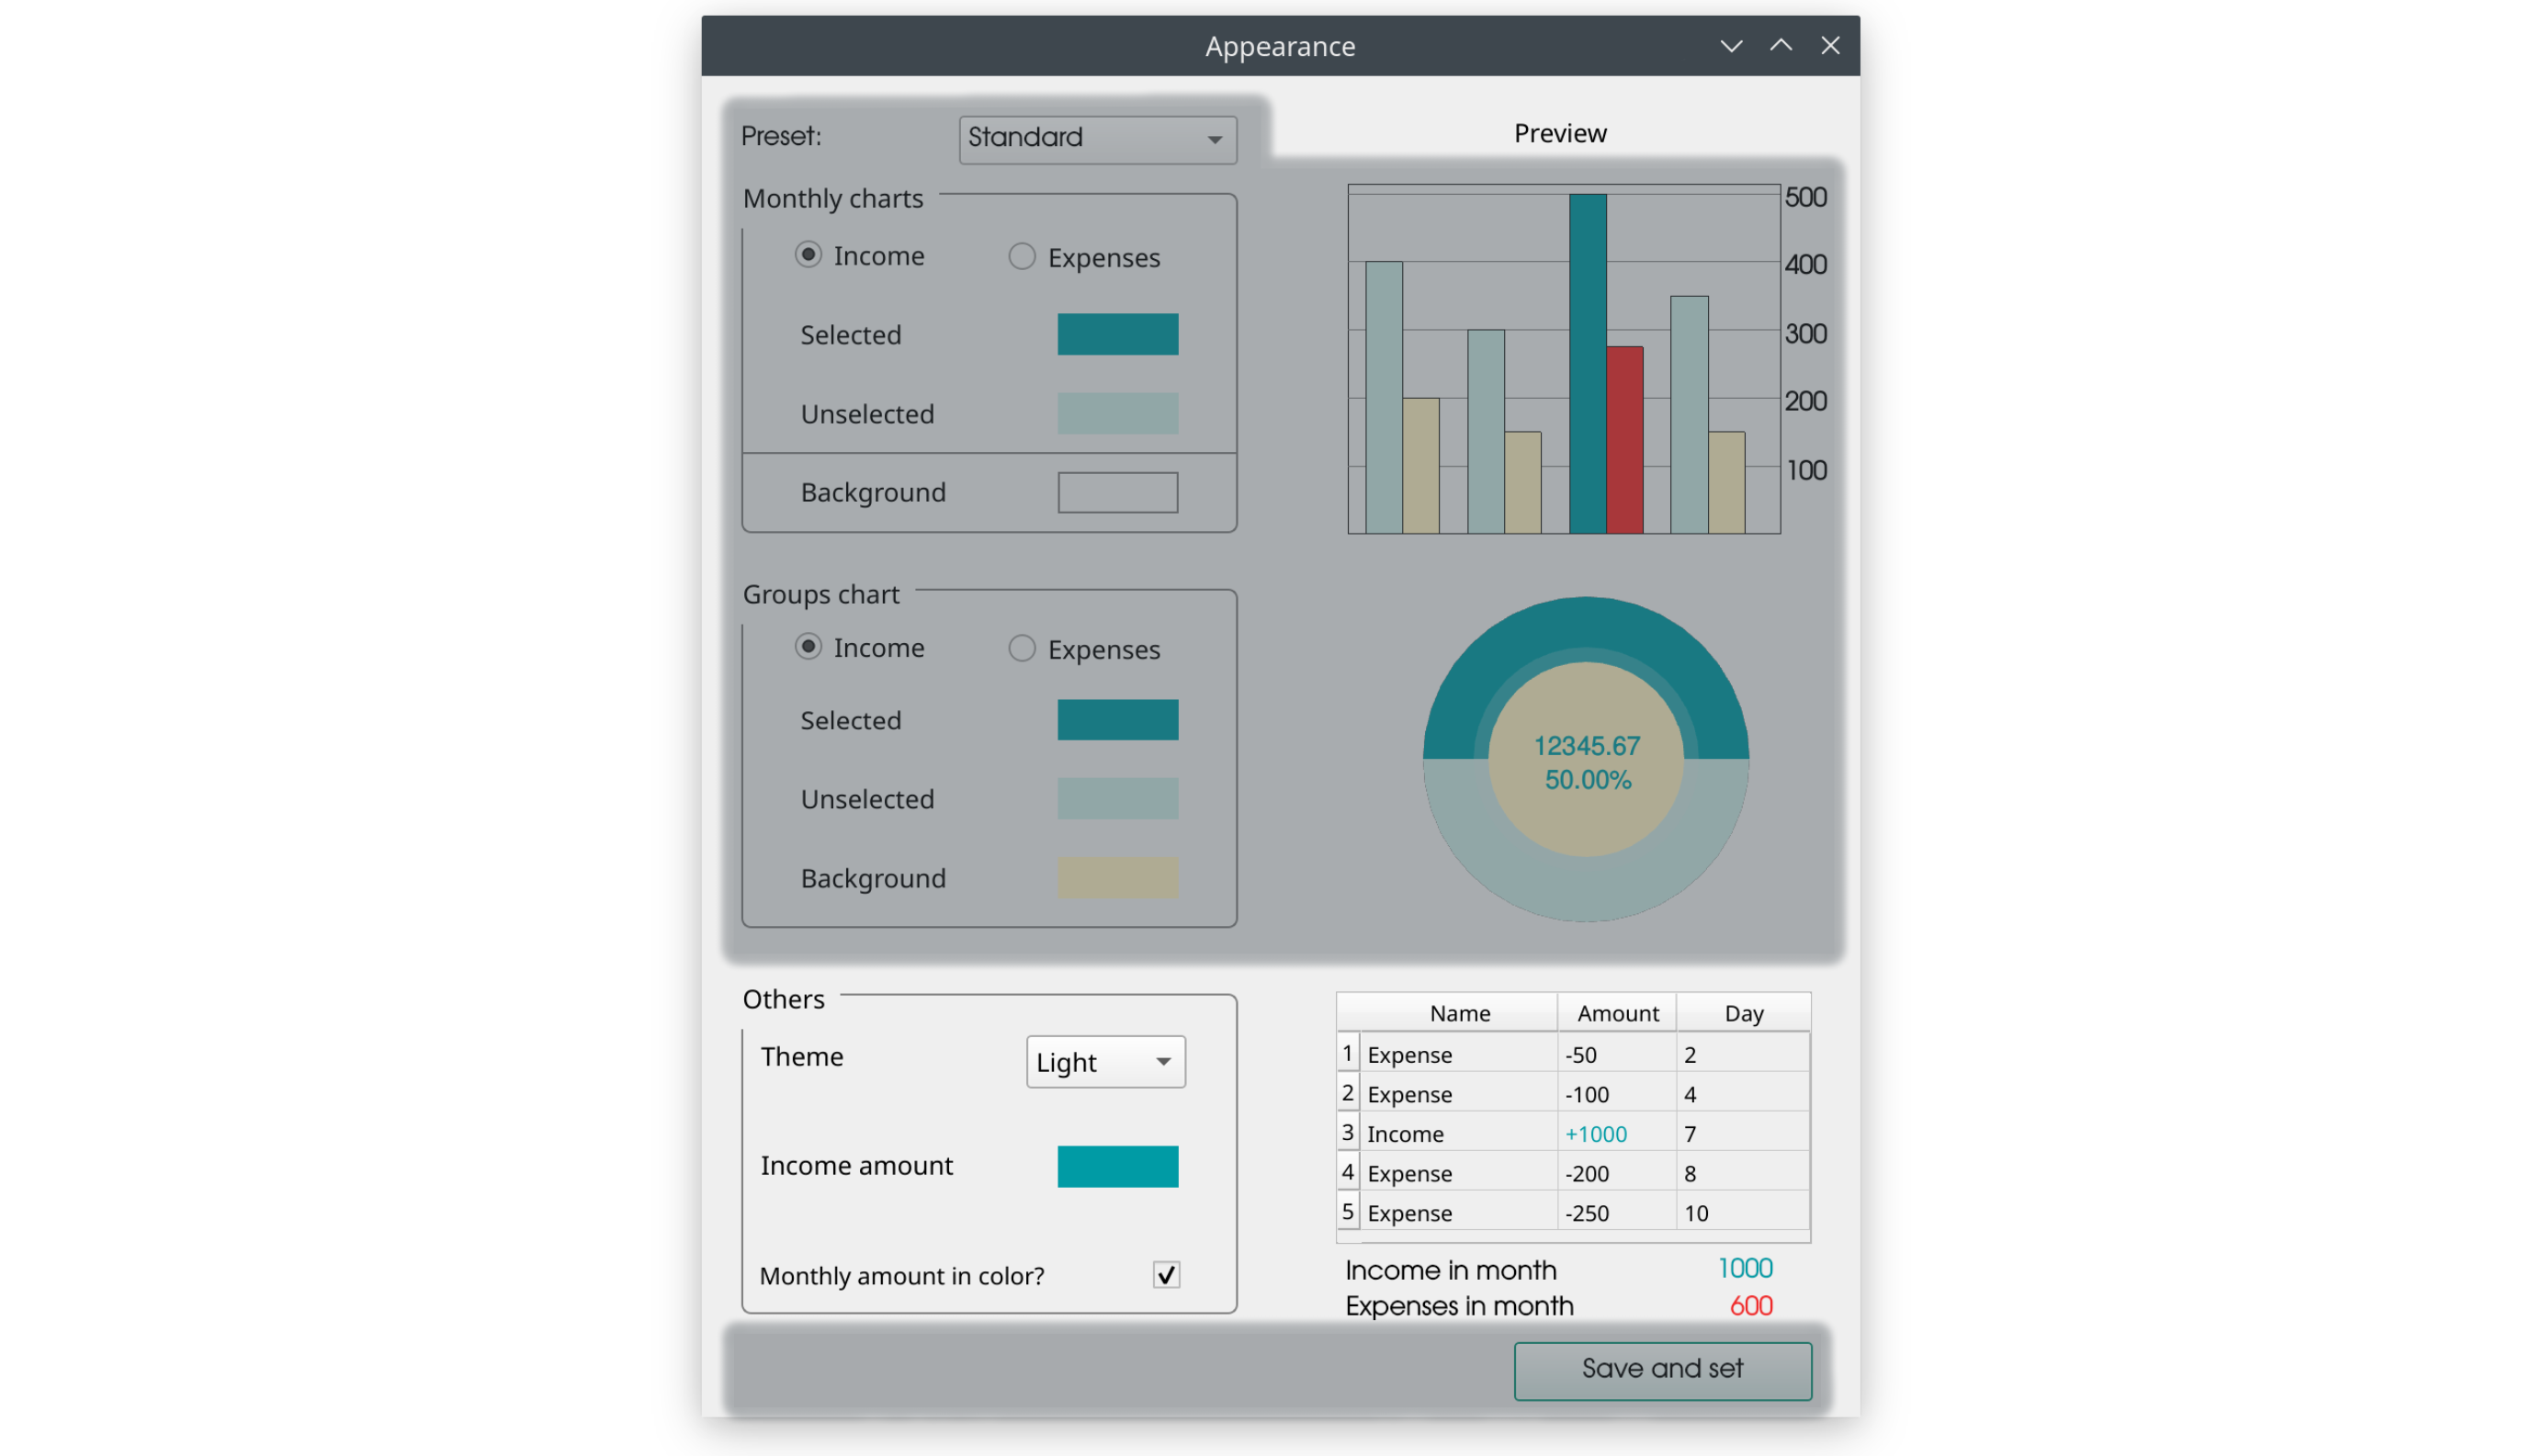 Appearance
Preset:
Standard
Preview
Monthly charts
Income
Expenses
Selected
Unselected
Background
500
400
300
200
100
Groups chart
Income
Expenses
Selected
Unselected
Background
12345.67
50.00%
Others
Theme
Light
Income amount
Monthly amount in color?
Name Amount Day
1 Expense -50 2
2 Expense -100 4
3 Income +1000 7
4 Expense -200 8
5 Expense -250 10
Income in month 1000
Expenses in month 600
Save and set